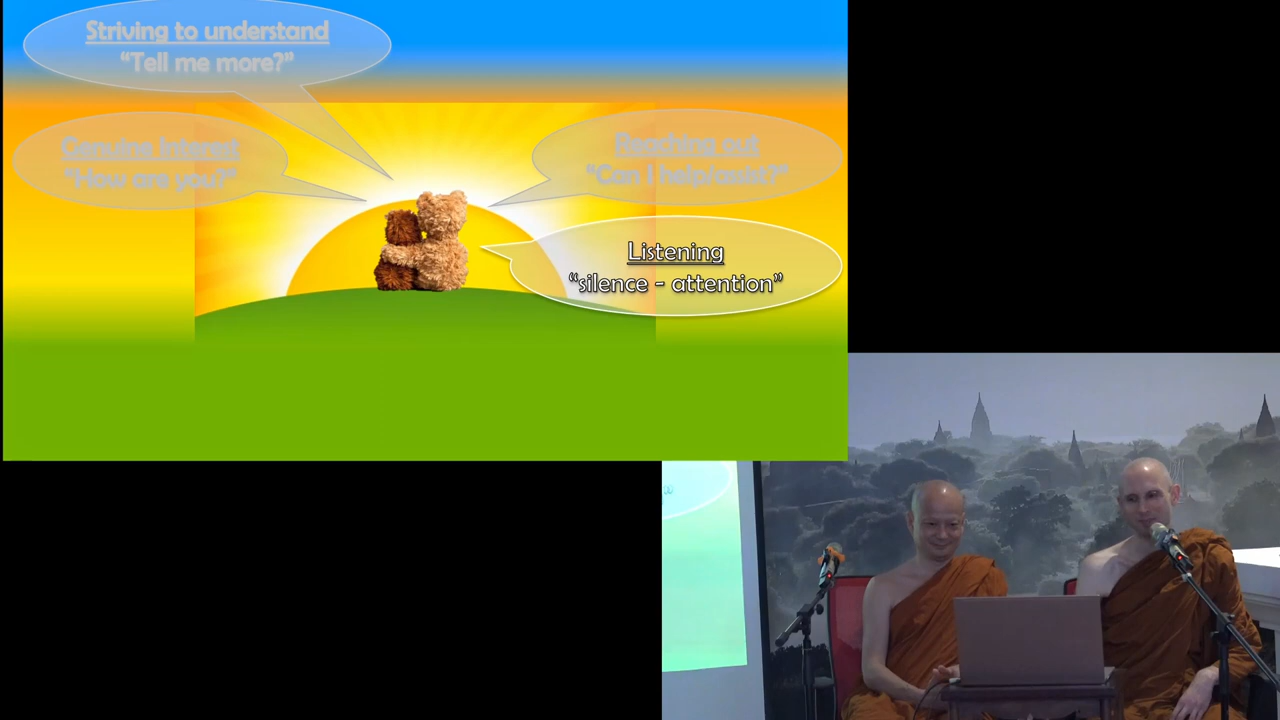 Striving to understand
“Tell me more?”
Genuine Interest
“How are you?”
Reaching out
“Can I help/assist?”
Listening
“silence - attention”